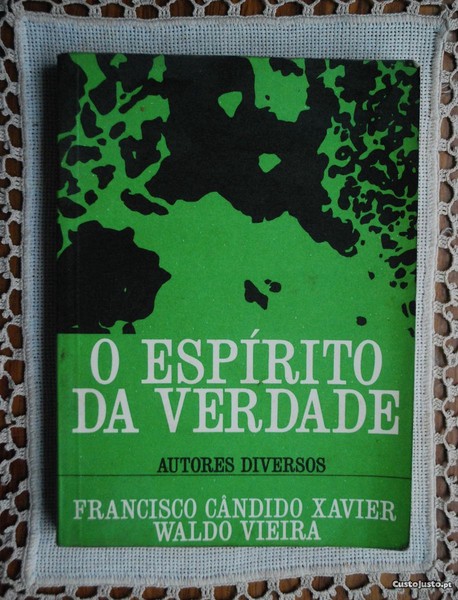 O ESPÍRITO
DA VERDADE
AUTORES DIVERSOS
FRANCISCO CÂNDIDO XAVIER
WALDO VIEIRA
CustoJusto.pt